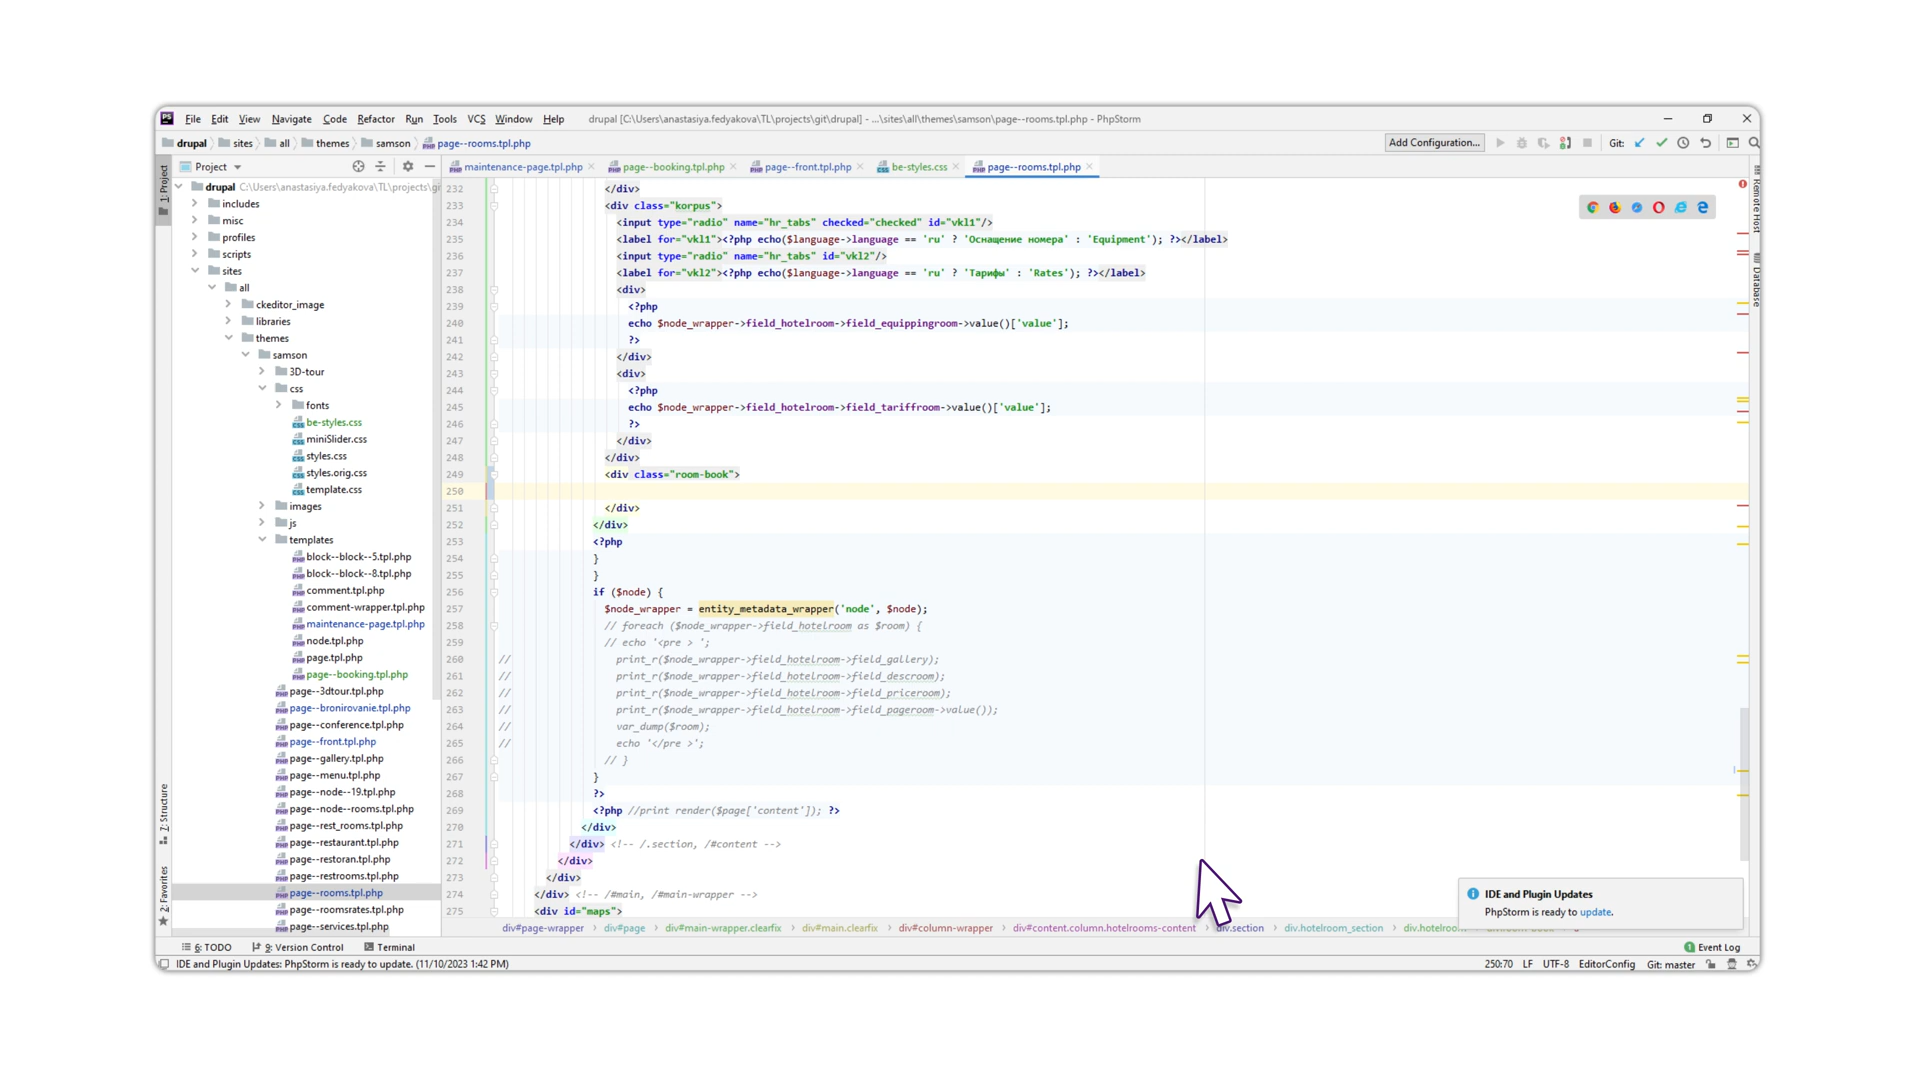 File Edit View Navigate Code Refactor Run Tools VCS Window Help drupal [C:\Users\anastasiya.fedyakova\TL\projects\git\drupal] - ...\sites\all\themes\samson\page--rooms.tpl.php - PhpStorm
drupal sites all themes samson page--rooms.tpl.php Add Configuration... Git:
Project maintenance-page.tpl.php page--booking.tpl.php page--front.tpl.php be-styles.css page--rooms.tpl.php
1: Project
Z: Structure
2: Favorites
Remote Host
Database
drupal C:\Users\anastasiya.fedyakova\TL\projects\gi
includes
misc
profiles
scripts
sites
all
ckeditor_image
libraries
themes
samson
3D-tour
css
fonts
be-styles.css
miniSlider.css
styles.css
styles.orig.css
template.css
images
js
templates
block--block--5.tpl.php
block--block--8.tpl.php
comment.tpl.php
comment-wrapper.tpl.php
maintenance-page.tpl.php
node.tpl.php
page.tpl.php
page--booking.tpl.php
page--3dtour.tpl.php
page--bronirovanie.tpl.php
page--conference.tpl.php
page--front.tpl.php
page--gallery.tpl.php
page--menu.tpl.php
page--node--19.tpl.php
page--node--rooms.tpl.php
page--rest_rooms.tpl.php
page--restaurant.tpl.php
page--restoran.tpl.php
page--restrooms.tpl.php
page--rooms.tpl.php
page--roomsrates.tpl.php
page--services.tpl.php
232 </div>
233 <div class="korpus">
234 <input type="radio" name="hr_tabs" checked="checked" id="vkl1"/>
235 <label for="vkl1"><?php echo($language->language == 'ru' ? 'Оснащение номера' : 'Equipment'); ?></label>
236 <input type="radio" name="hr_tabs" id="vkl2"/>
237 <label for="vkl2"><?php echo($language->language == 'ru' ? 'Тарифы' : 'Rates'); ?></label>
238 <div>
239 <?php
240 echo $node_wrapper->field_hotelroom->field_equippingroom->value()['value'];
241 ?>
242 </div>
243 <div>
244 <?php
245 echo $node_wrapper->field_hotelroom->field_tariffroom->value()['value'];
246 ?>
247 </div>
248 </div>
249 <div class="room-book">
250
251 </div>
252 </div>
253 <?php
254 }
255 }
256 if ($node) {
257 $node_wrapper = entity_metadata_wrapper('node', $node);
258 // foreach ($node_wrapper->field_hotelroom as $room) {
259 // echo '<pre > ';
260 // print_r($node_wrapper->field_hotelroom->field_gallery);
261 // print_r($node_wrapper->field_hotelroom->field_descroom);
262 // print_r($node_wrapper->field_hotelroom->field_priceroom);
263 // print_r($node_wrapper->field_hotelroom->field_pageroom->value());
264 // var_dump($room);
265 // echo '</pre >';
266 // }
267 }
268 ?>
269 <?php //print render($page['content']); ?>
270 </div>
271 </div> <!-- /.section, /#content -->
272 </div>
273 </div>
274 </div> <!-- /#main, /#main-wrapper -->
275 <div id="maps">
div#page-wrapper div#page div#main-wrapper.clearfix div#main.clearfix div#column-wrapper div#content.column.hotelrooms-content div.section div.hotelroom_section div.hotelroo
IDE and Plugin Updates
PhpStorm is ready to update.
6: TODO 9: Version Control Terminal 1 Event Log
IDE and Plugin Updates: PhpStorm is ready to update. (11/10/2023 1:42 PM) 250:70 LF UTF-8 EditorConfig Git: master